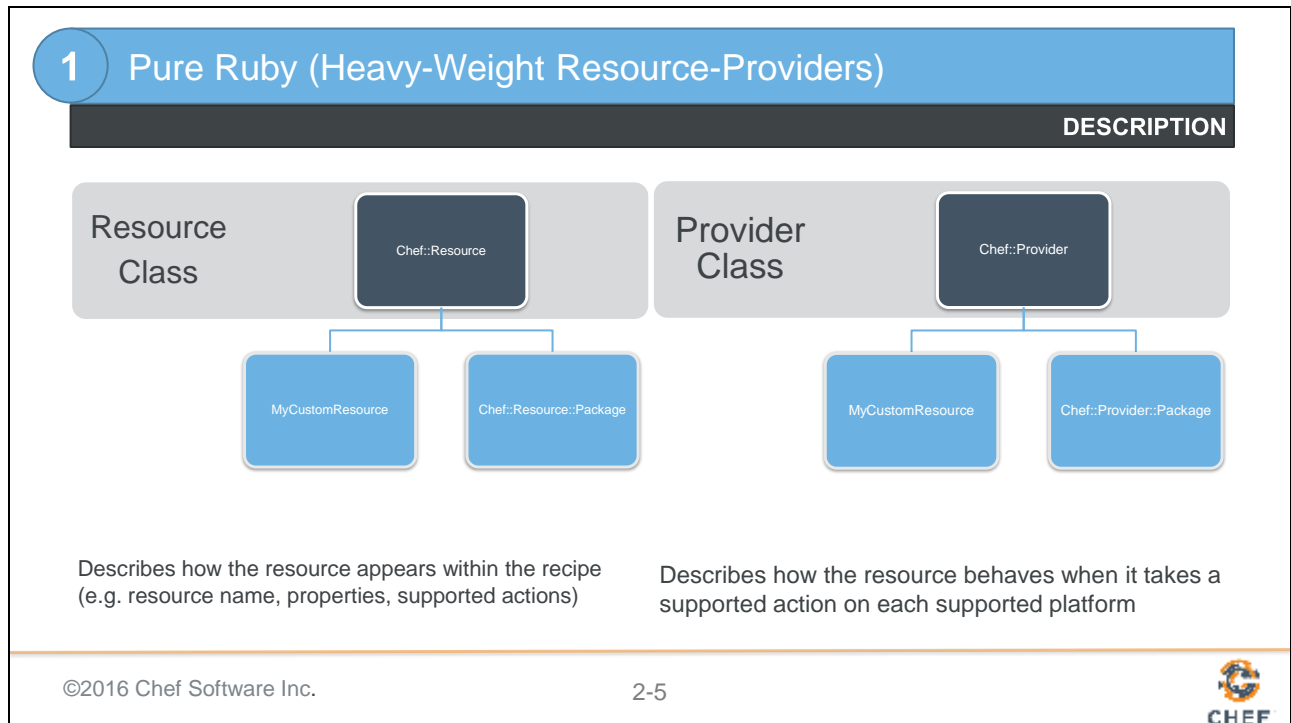 1
Pure Ruby (Heavy-Weight Resource-Providers)
DESCRIPTION
Resource
Class
Chef::Resource
MyCustomResource
Chef::Resource::Package
Describes how the resource appears within the recipe
(e.g. resource name, properties, supported actions)
Provider
Class
Chef::Provider
MyCustomResource
Chef::Provider::Package
Describes how the resource behaves when it takes a
supported action on each supported platform
©2016 Chef Software Inc.
2-5
CHEF